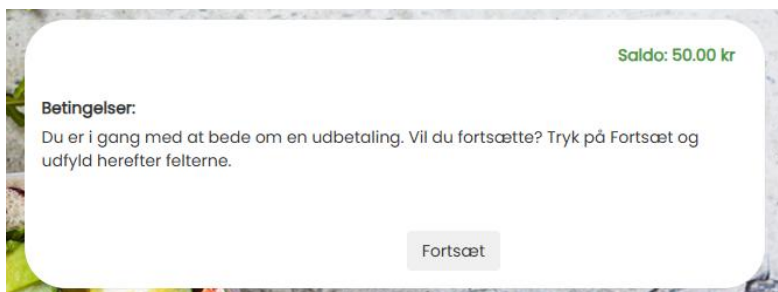 Saldo: 50.00 kr
Betingelser:
Du er i gang med at bede om en udbetaling. Vil du fortsætte? Tryk på Fortsæt og
udfyld herefter felterne.
Fortsæt